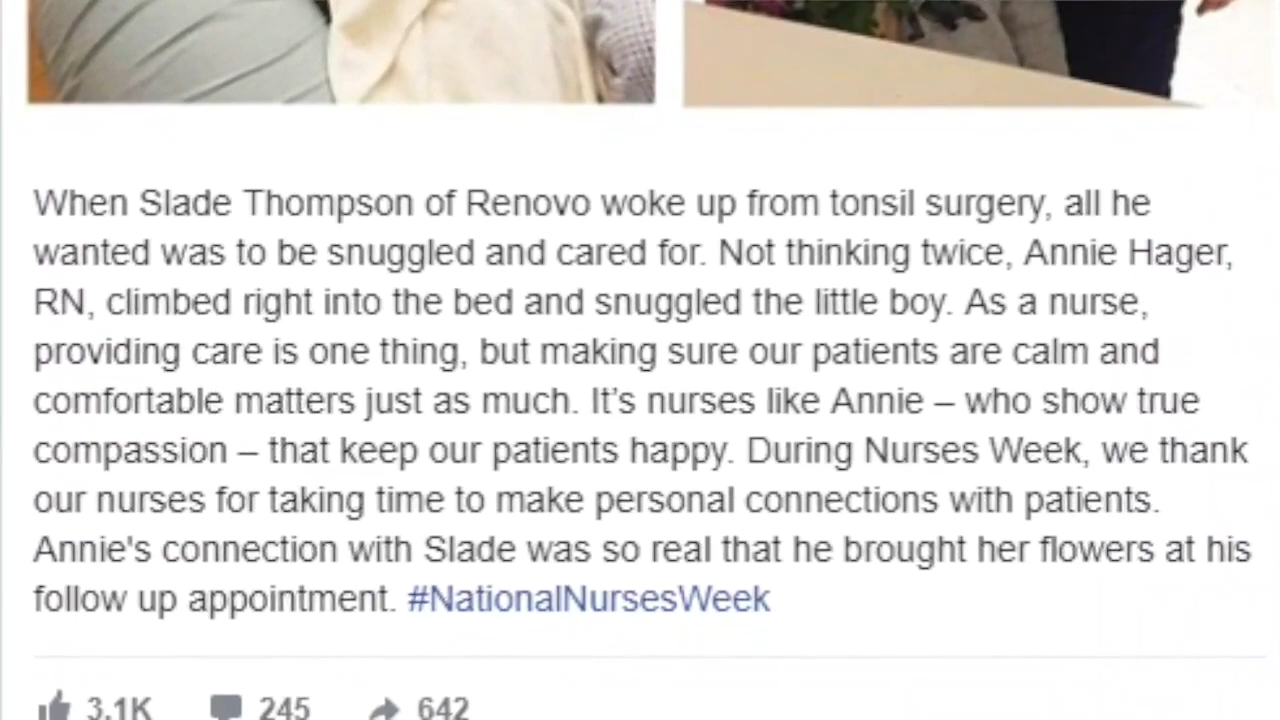 When Slade Thompson of Renovo woke up from tonsil surgery, all he
wanted was to be snuggled and cared for. Not thinking twice, Annie Hager,
RN, climbed right into the bed and snuggled the little boy. As a nurse,
providing care is one thing, but making sure our patients are calm and
comfortable matters just as much. It’s nurses like Annie – who show true
compassion – that keep our patients happy. During Nurses Week, we thank
our nurses for taking time to make personal connections with patients.
Annie's connection with Slade was so real that he brought her flowers at his
follow up appointment. #NationalNursesWeek
3.1K 245 642